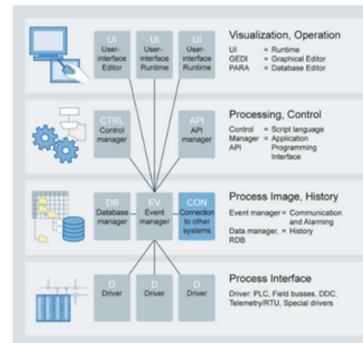 UI
User-
interface
Editor
UI
User-
interface
Runtime
UI
User-
interface
Runtime
Visualization, Operation
UI = Runtime
GEDI = Graphical Editor
PARA = Database Editor
CTRL
Control
manager
API
API
manager
Processing, Control
Control = Script language
Manager = Application
API Programming
Interface
DB
Database
manager
EV
Event
manager
CON
Connection
to other
systems
Process Image, History
Event manager = Communication
and Alarming
Data manager, = History
RDB
D
Driver
D
Driver
D
Driver
Process Interface
Driver: PLC, Field busses, DDC,
Telemetry/RTU, Special drivers